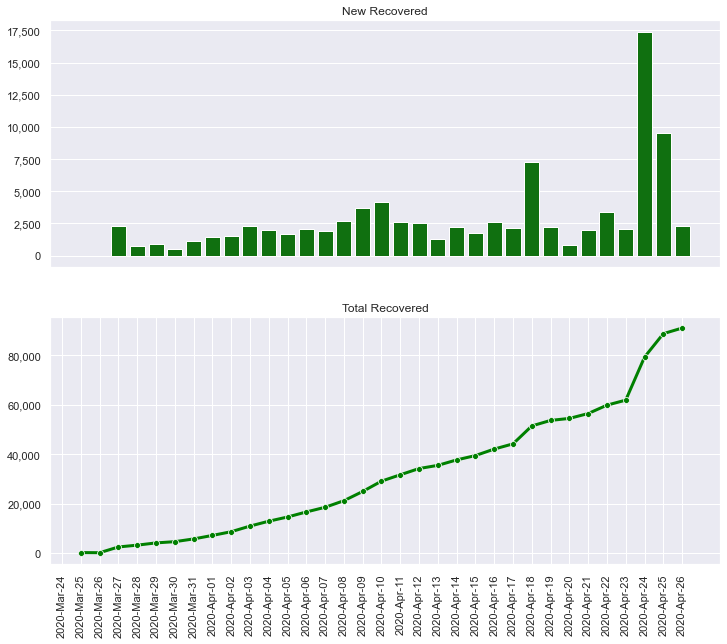 New Recovered
17,500
15,000
12,500
10,000
7,500
5,000
2,500
0
Total Recovered
80,000
60,000
40,000
20,000
0
2020-Mar-24
2020-Mar-25
2020-Mar-26
2020-Mar-27
2020-Mar-28
2020-Mar-29
2020-Mar-30
2020-Mar-31
2020-Apr-01
2020-Apr-02
2020-Apr-03
2020-Apr-04
2020-Apr-05
2020-Apr-06
2020-Apr-07
2020-Apr-08
2020-Apr-09
2020-Apr-10
2020-Apr-11
2020-Apr-12
2020-Apr-13
2020-Apr-14
2020-Apr-15
2020-Apr-16
2020-Apr-17
2020-Apr-18
2020-Apr-19
2020-Apr-20
2020-Apr-21
2020-Apr-22
2020-Apr-23
2020-Apr-24
2020-Apr-25
2020-Apr-26